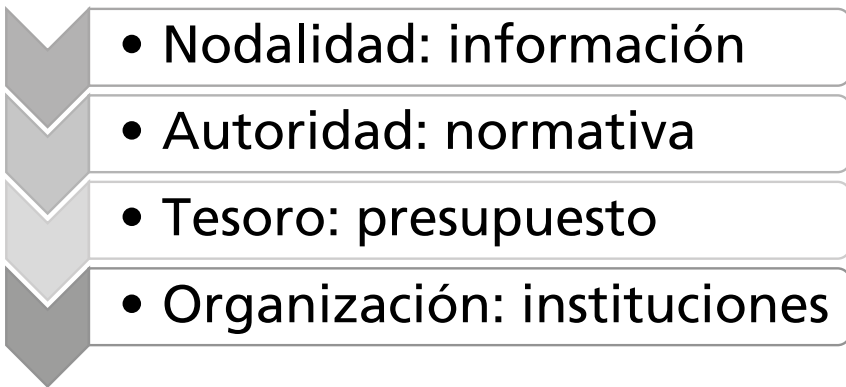 • Nodalidad: información
• Autoridad: normativa
• Tesoro: presupuesto
• Organización: instituciones